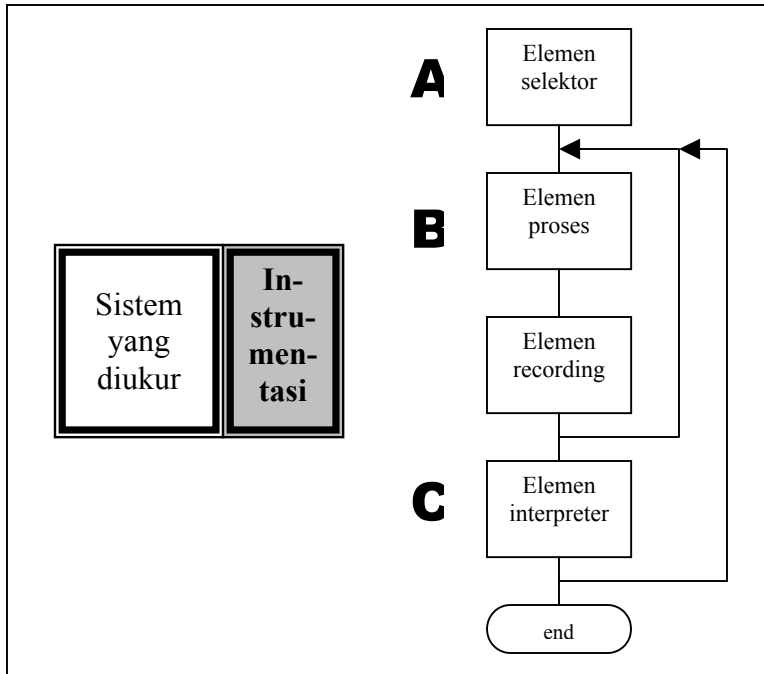 Sistem
yang
diukur
In-
stru-
men-
tasi
A
Elemen
selektor
B
Elemen
proses
Elemen
recording
C
Elemen
interpreter
end